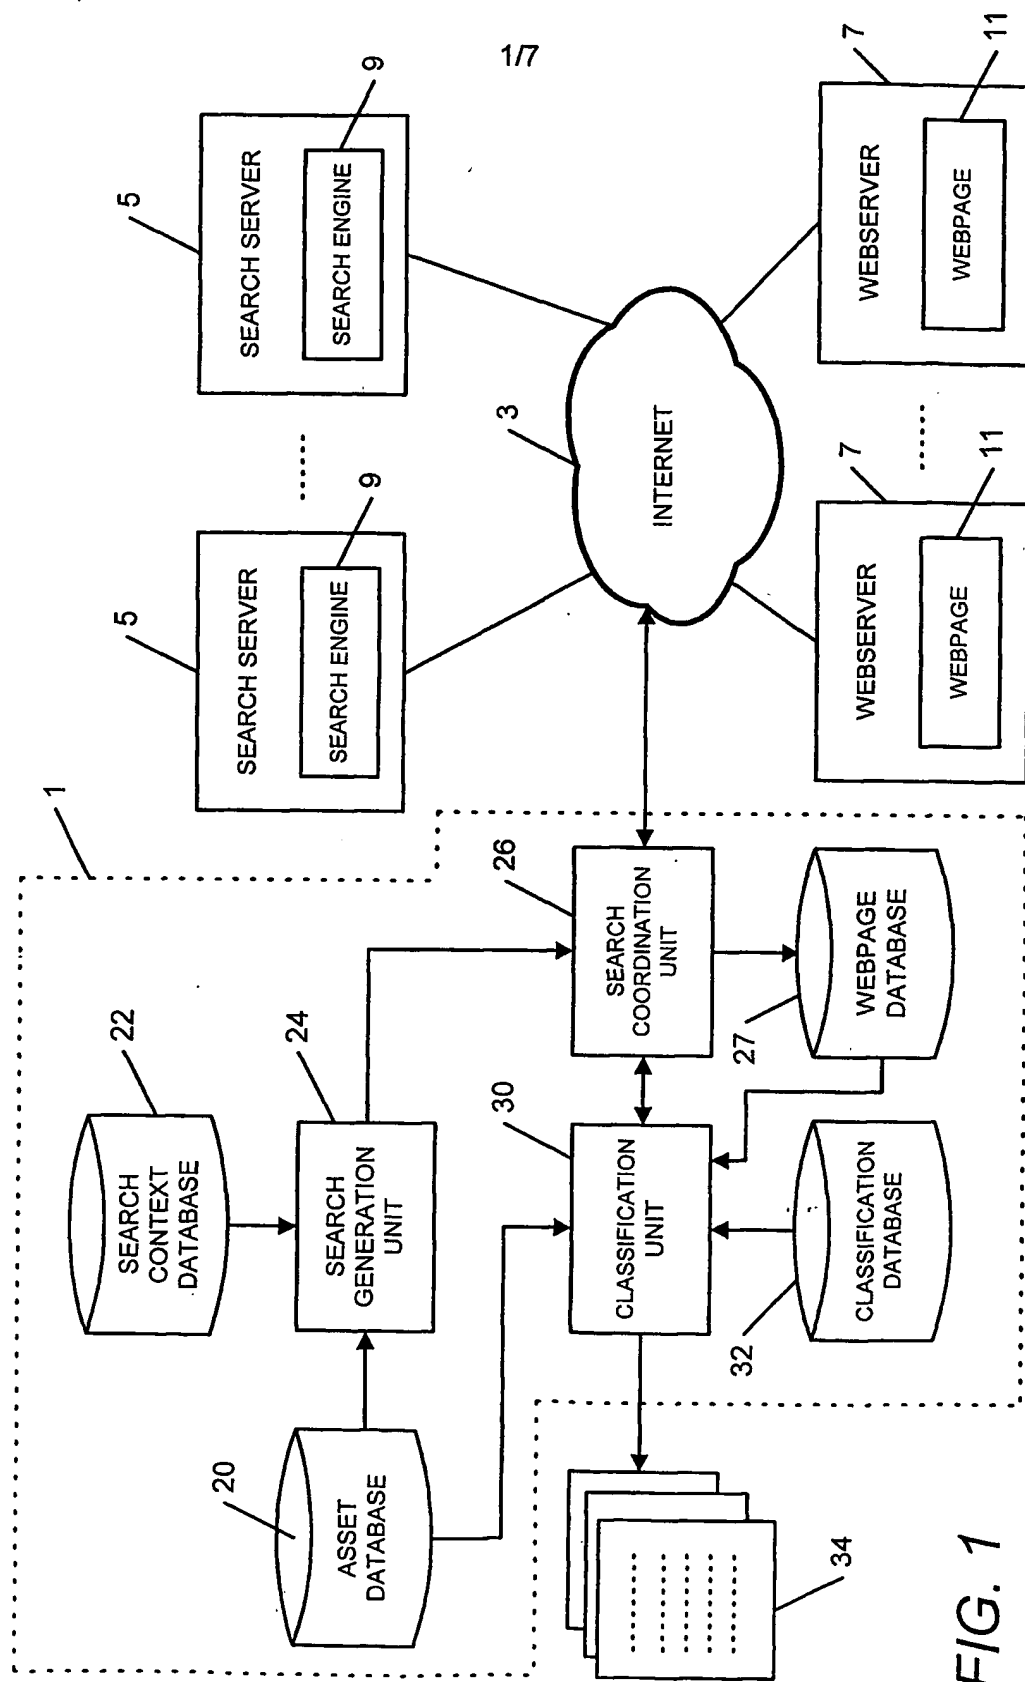 1/7
1
22
SEARCH
CONTEXT
DATABASE
20
ASSET
DATABASE
24
SEARCH
GENERATION
UNIT
5
SEARCH SERVER
9
SEARCH ENGINE
5
SEARCH SERVER
9
SEARCH ENGINE
3
INTERNET
26
SEARCH
COORDINATION
UNIT
30
CLASSIFICATION
UNIT
27
WEBPAGE
DATABASE
32
CLASSIFICATION
DATABASE
34
7
WEBSERVER
11
WEBPAGE
7
WEBSERVER
11
WEBPAGE
FIG. 1